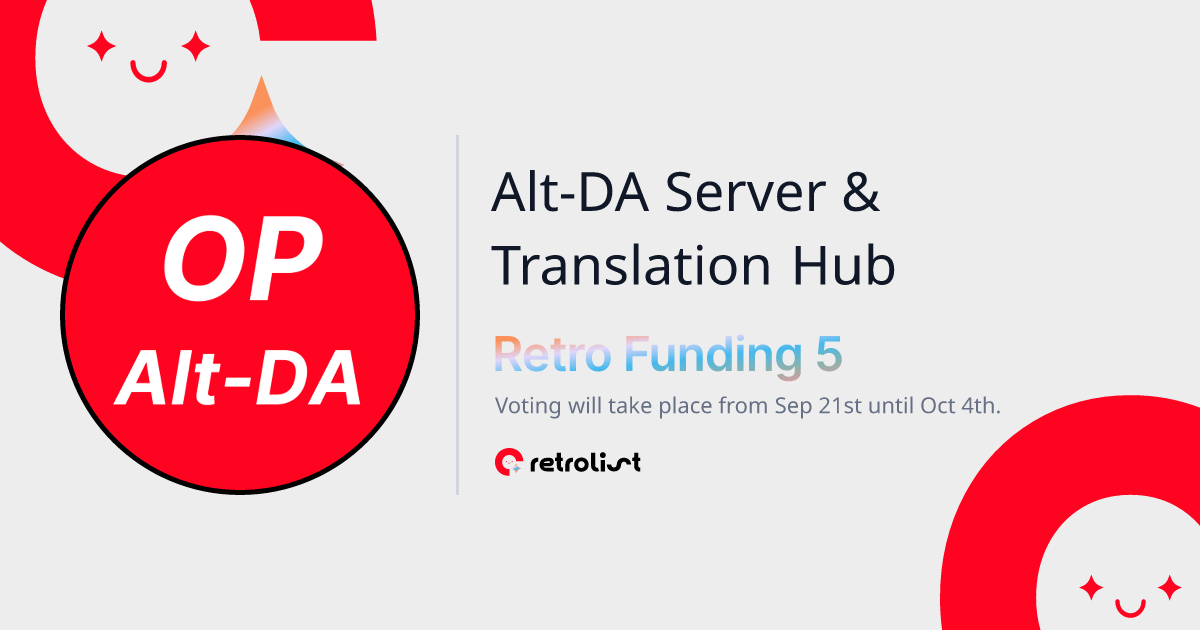 OP
Alt-DA
Alt-DA Server &
Translation Hub
Retro Funding 5
Voting will take place from Sep 21st until Oct 4th.
retrolist